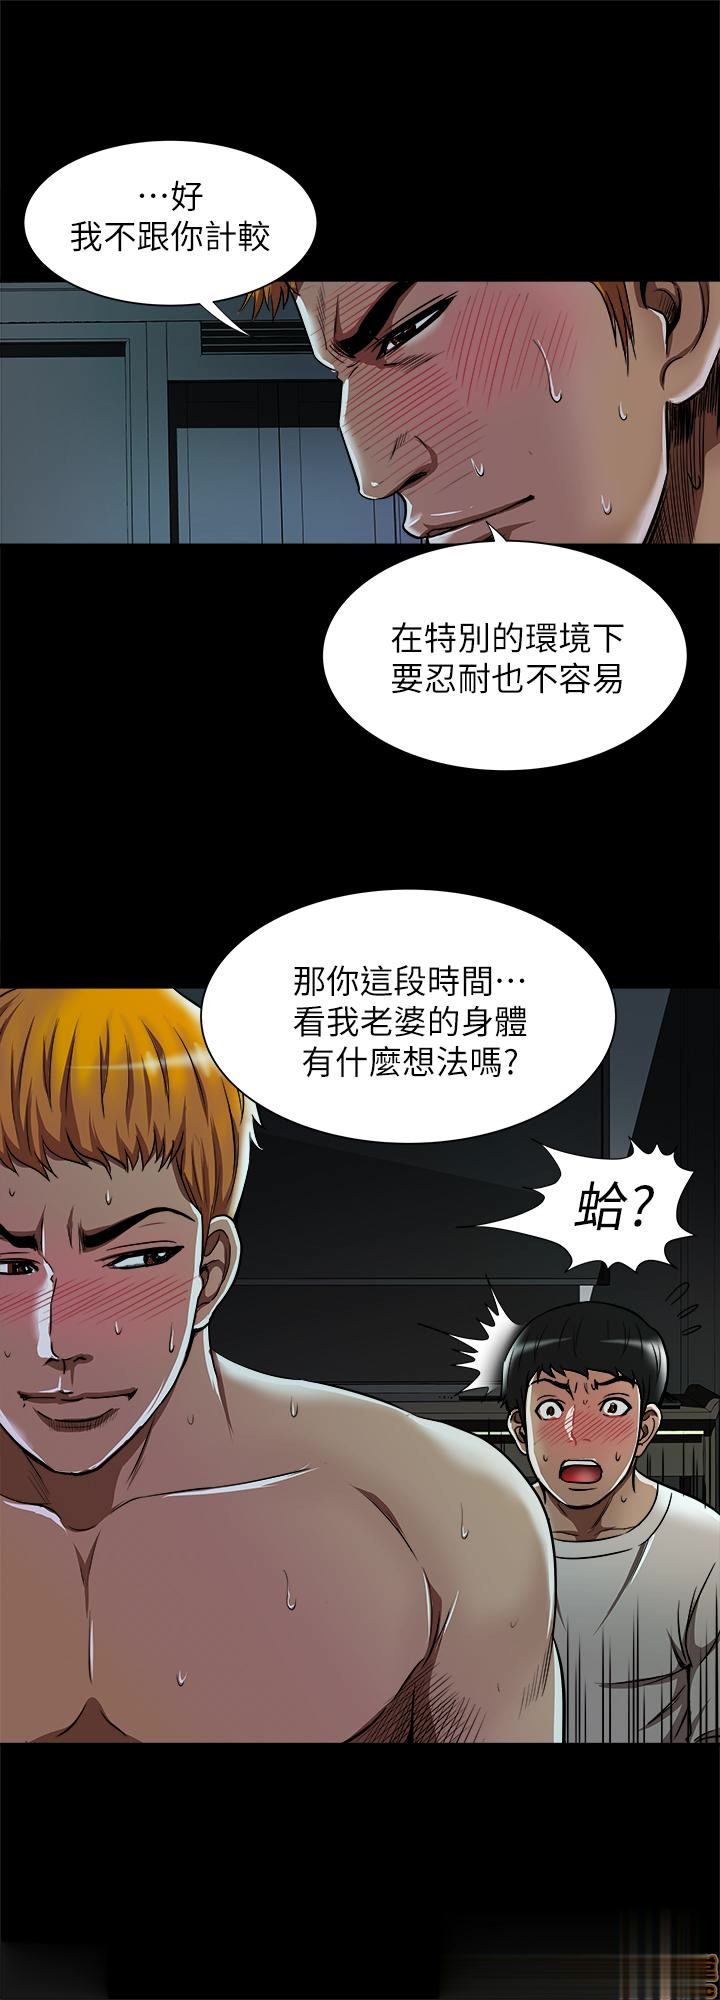 …好
我不跟你計較
在特別的環境下
要忍耐也不容易
那你這段時間…
看我老婆的身體
有什麼想法嗎?
蛤?